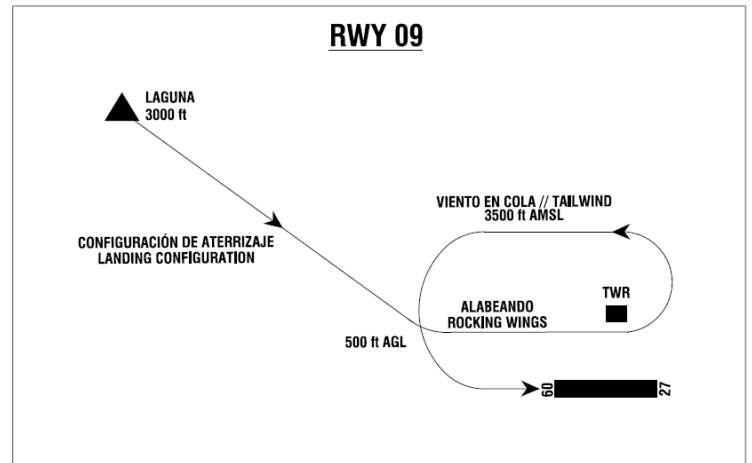 RWY 09
LAGUNA
3000 ft
VIENTO EN COLA // TAILWIND
3500 ft AMSL
CONFIGURACIÓN DE ATERRIZAJE
LANDING CONFIGURATION
TWR
ALABEANDO
ROCKING WINGS
500 ft AGL
09
27